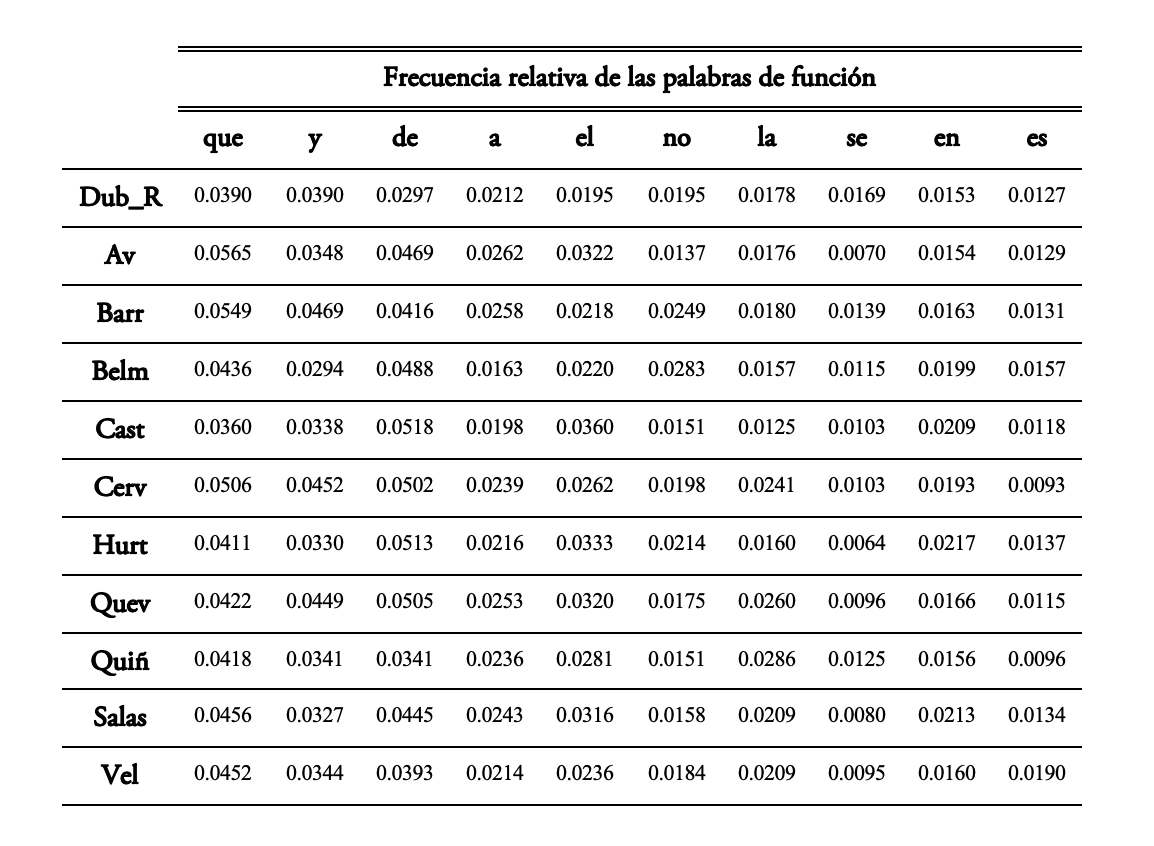 Frecuencia relativa de las palabras de función
que y de a el no la se en es
Dub_R 0.0390 0.0390 0.0297 0.0212 0.0195 0.0195 0.0178 0.0169 0.0153 0.0127
Av 0.0565 0.0348 0.0469 0.0262 0.0322 0.0137 0.0176 0.0070 0.0154 0.0129
Barr 0.0549 0.0469 0.0416 0.0258 0.0218 0.0249 0.0180 0.0139 0.0163 0.0131
Belm 0.0436 0.0294 0.0488 0.0163 0.0220 0.0283 0.0157 0.0115 0.0199 0.0157
Cast 0.0360 0.0338 0.0518 0.0198 0.0360 0.0151 0.0125 0.0103 0.0209 0.0118
Cerv 0.0506 0.0452 0.0502 0.0239 0.0262 0.0198 0.0241 0.0103 0.0193 0.0093
Hurt 0.0411 0.0330 0.0513 0.0216 0.0333 0.0214 0.0160 0.0064 0.0217 0.0137
Quev 0.0422 0.0449 0.0505 0.0253 0.0320 0.0175 0.0260 0.0096 0.0166 0.0115
Quiñ 0.0418 0.0341 0.0341 0.0236 0.0281 0.0151 0.0286 0.0125 0.0156 0.0096
Salas 0.0456 0.0327 0.0445 0.0243 0.0316 0.0158 0.0209 0.0080 0.0213 0.0134
Vel 0.0452 0.0344 0.0393 0.0214 0.0236 0.0184 0.0209 0.0095 0.0160 0.0190